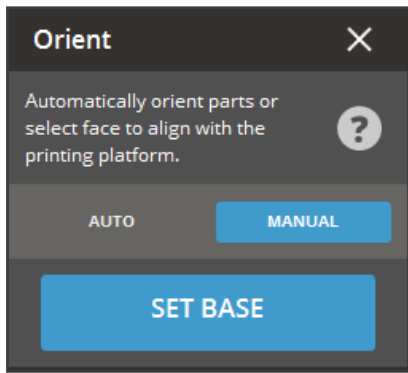 Orient
Automatically orient parts or
select face to align with the
printing platform.
?
AUTO
MANUAL
SET BASE